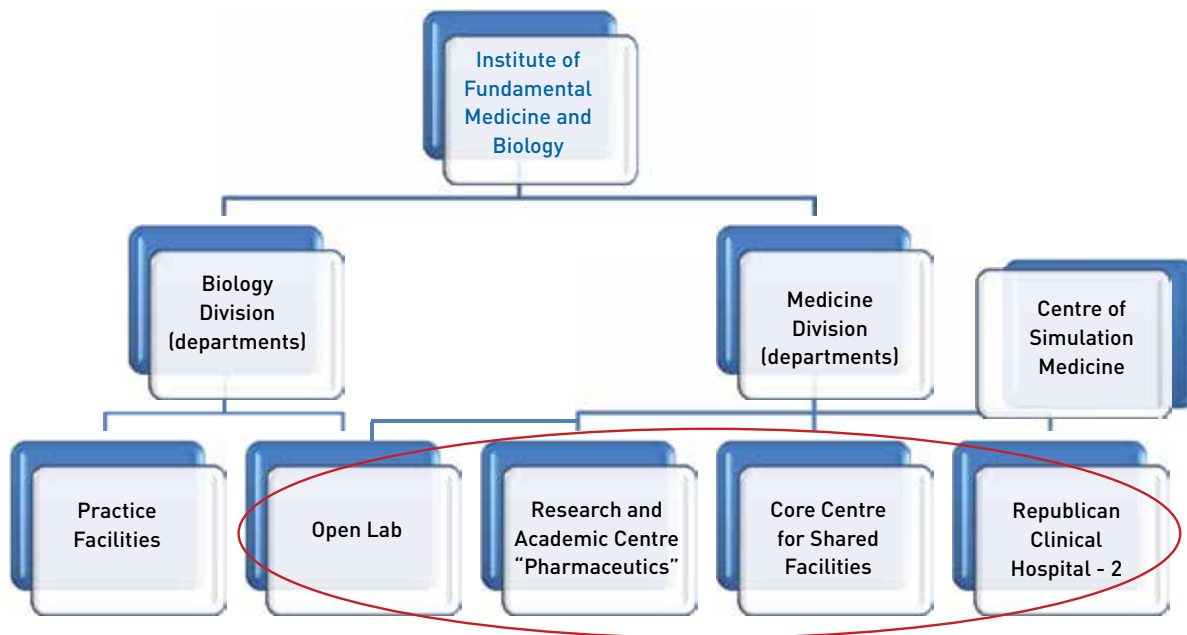 Institute of
Fundamental
Medicine and
Biology
Biology
Division
(departments)
Medicine
Division
(departments)
Centre of
Simulation
Medicine
Practice
Facilities
Open Lab
Research and
Academic Centre
“Pharmaceutics”
Core Centre
for Shared
Facilities
Republican
Clinical
Hospital - 2